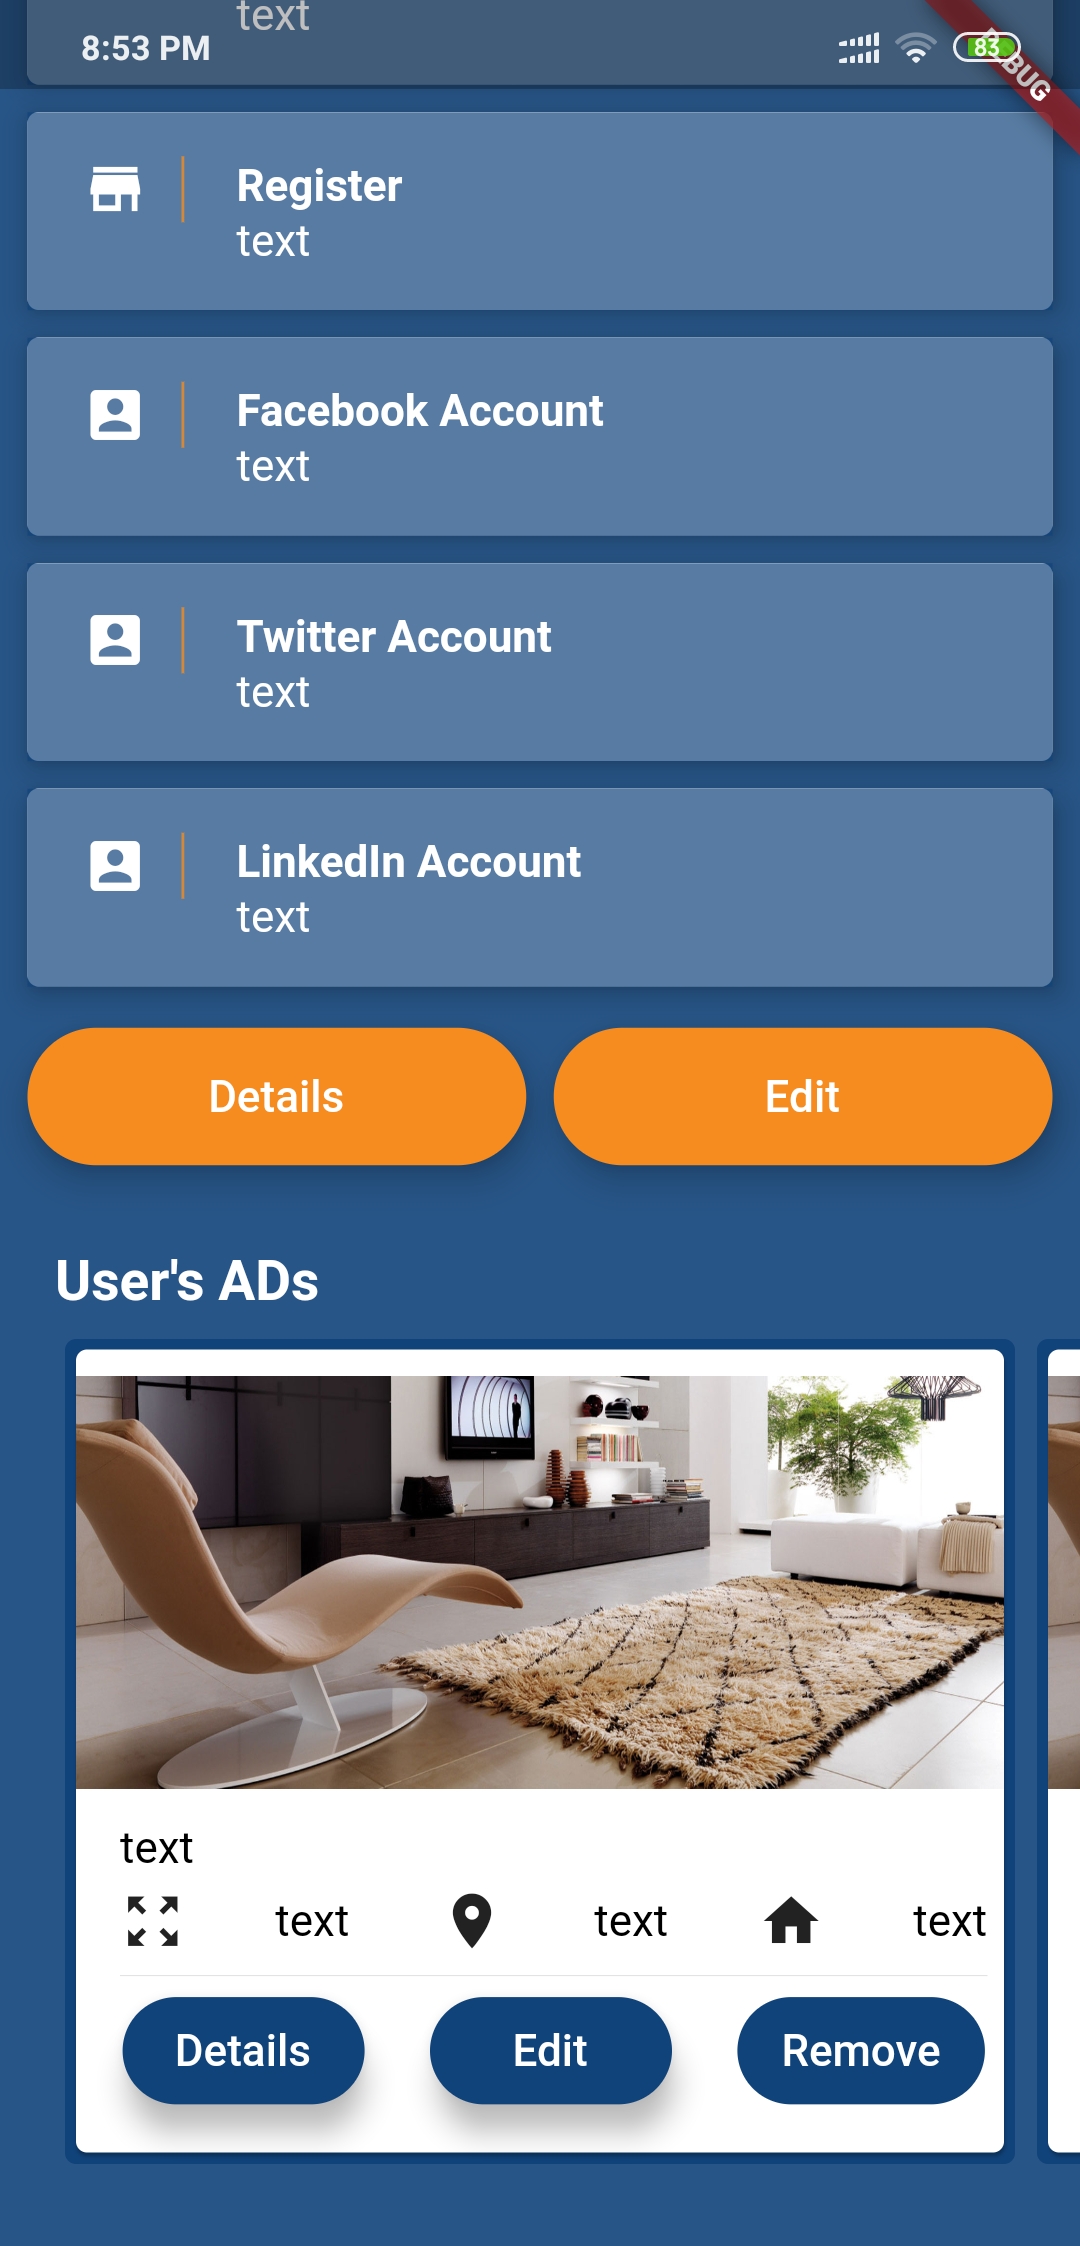 text
8:53 PM
83
DEBUG
Register
text
Facebook Account
text
Twitter Account
text
LinkedIn Account
text
Details Edit
User's ADs
text
text text text
Details Edit Remove